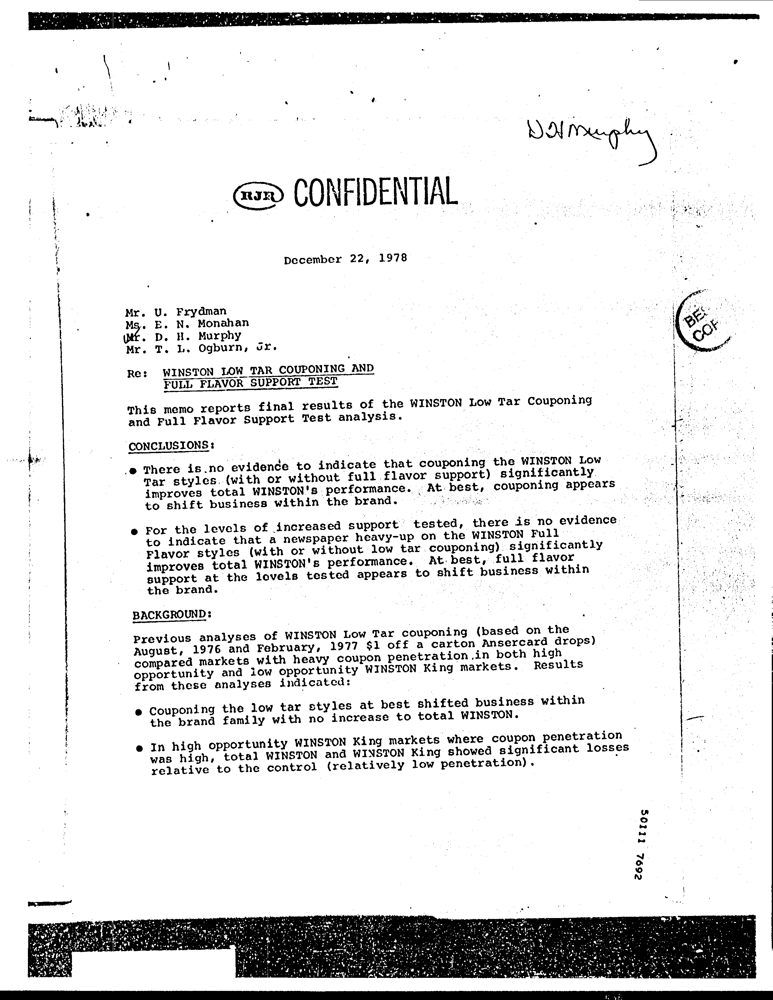 D H Murphy
RJR CONFIDENTIAL
December 22, 1978
Mr. U. Frydman
Ms. E. N. Monahan
Mr. D. H. Murphy
Mr. T. L. Ogburn, Jr.
BES
COP
Re: WINSTON LOW TAR COUPONING AND
FULL FLAVOR SUPPORT TEST
This memo reports final results of the WINSTON Low Tar Couponing
and Full Flavor Support Test analysis.
CONCLUSIONS:
• There is no evidence to indicate that couponing the WINSTON Low
Tar styles (with or without full flavor support) significantly
improves total WINSTON's performance. At best, couponing appears
to shift business within the brand.
• For the levels of increased support tested, there is no evidence
to indicate that a newspaper heavy-up on the WINSTON Full
Flavor styles (with or without low tar couponing) significantly
improves total WINSTON's performance. At best, full flavor
support at the levels tested appears to shift business within
the brand.
BACKGROUND:
Previous analyses of WINSTON Low Tar couponing (based on the
August, 1976 and February, 1977 $1 off a carton Ansercard drops)
compared markets with heavy coupon penetration in both high
opportunity and low opportunity WINSTON King markets. Results
from these analyses indicated:
• Couponing the low tar styles at best shifted business within
the brand family with no increase to total WINSTON.
• In high opportunity WINSTON King markets where coupon penetration
was high, total WINSTON and WINSTON King showed significant losses
relative to the control (relatively low penetration).
50111 7692